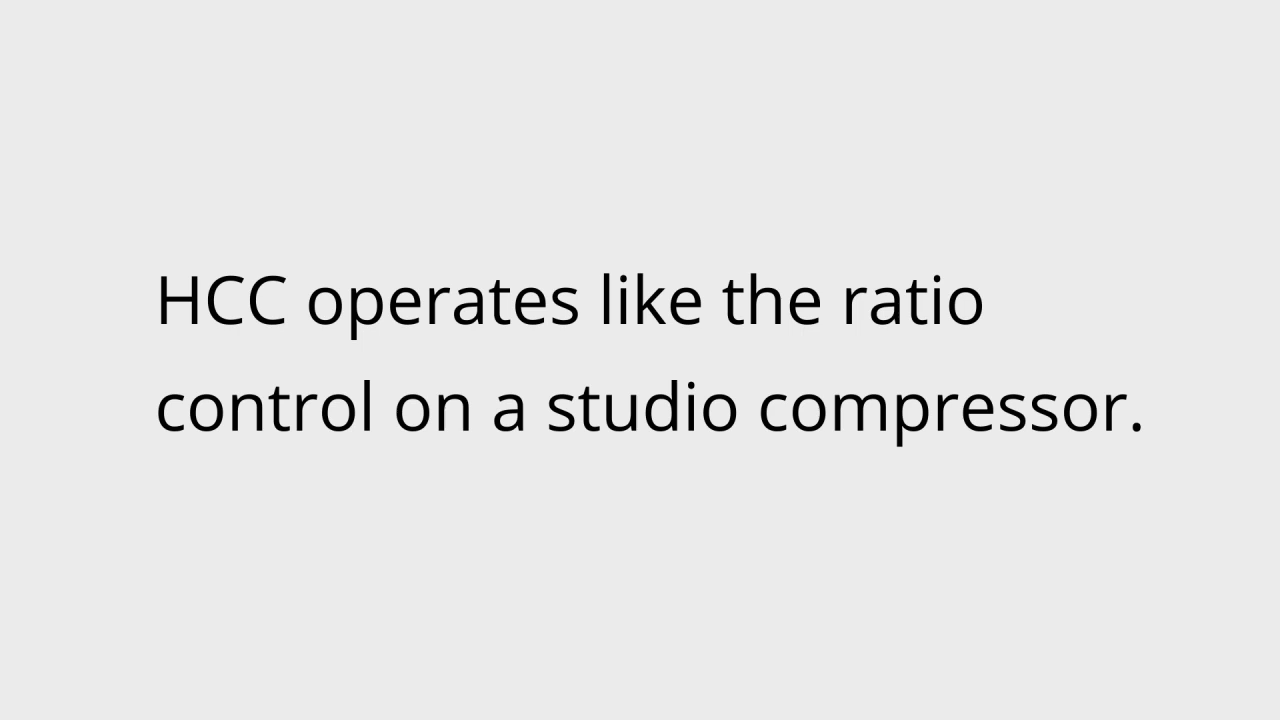 HCC operates like the ratio
control on a studio compressor.